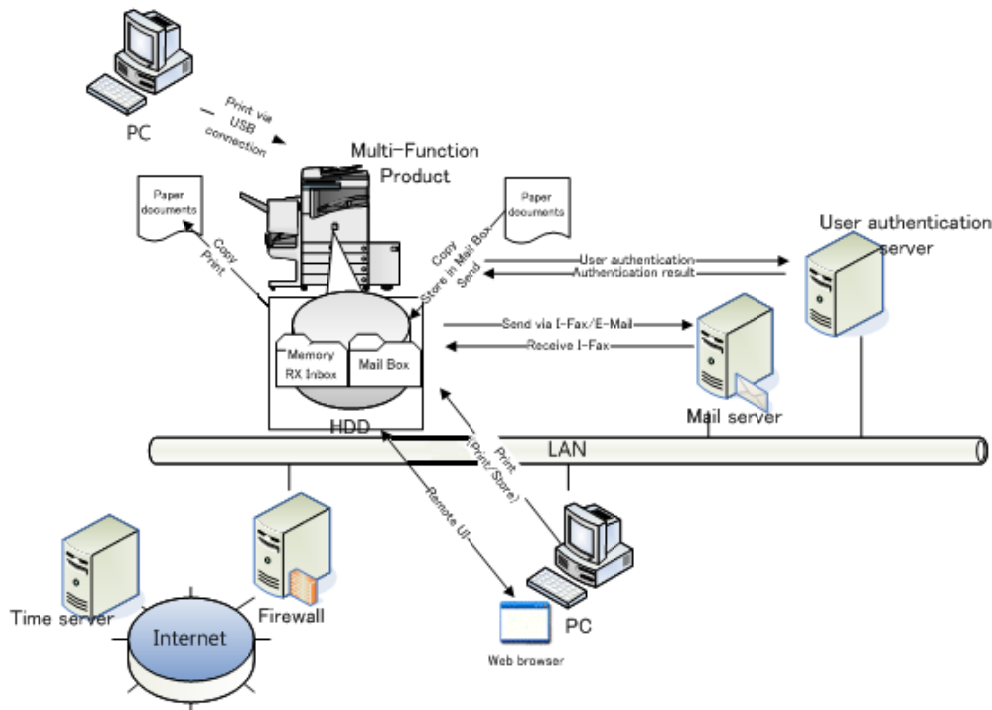 PC
Print via
USB
connection
Multi-Function
Product
Paper
documents
Paper
documents
Copy
Print
Copy
Store in Mail Box
Send
User authentication
server
User authentication
Authentication result
Send via I-Fax/E-Mail
Receive I-Fax
Memory
RX Inbox
Mail Box
HDD
Mail server
LAN
Print
(Print/Store)
Remote UI
Time server
Firewall
Internet
PC
Web browser